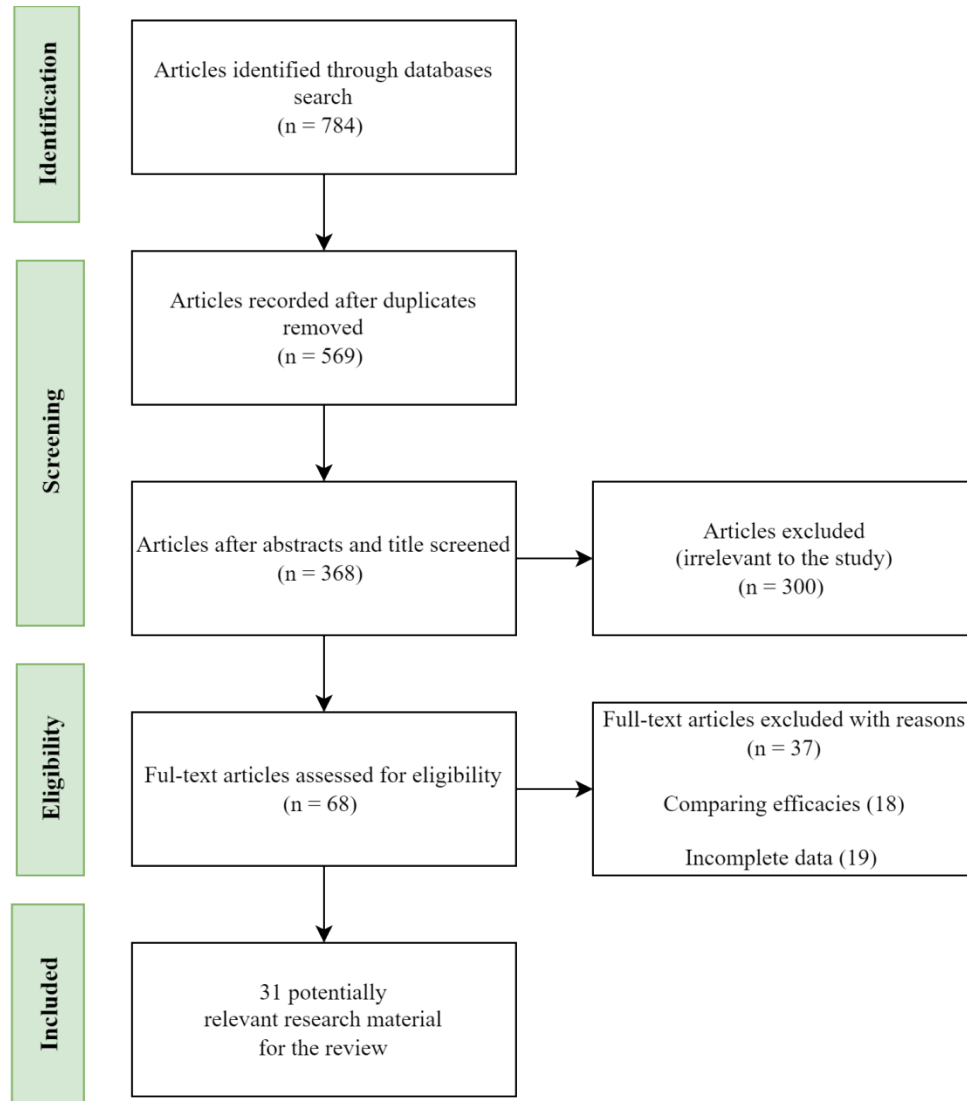 Identification
Articles identified through databases
search
(n = 784)
Screening
Articles recorded after duplicates
removed
(n = 569)
Articles after abstracts and title screened
(n = 368)
Articles excluded
(irrelevant to the study)
(n = 300)
Eligibility
Ful-text articles assessed for eligibility
(n = 68)
Full-text articles excluded with reasons
(n = 37)
Comparing efficacies (18)
Incomplete data (19)
Included
31 potentially
relevant research material
for the review